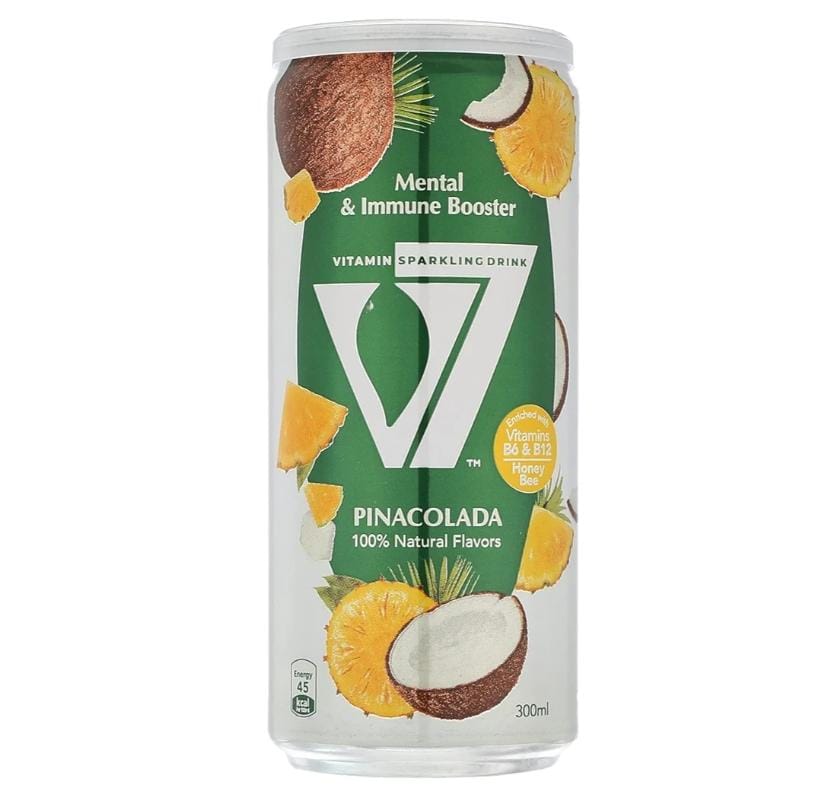 Mental
& Immune Booster
VITAMIN SPARKLING DRINK
V7
TM
Enriched with
Vitamins
B6 & B12
Honey
Bee
PINACOLADA
100% Natural Flavors
Energy
45
kcal
300ml